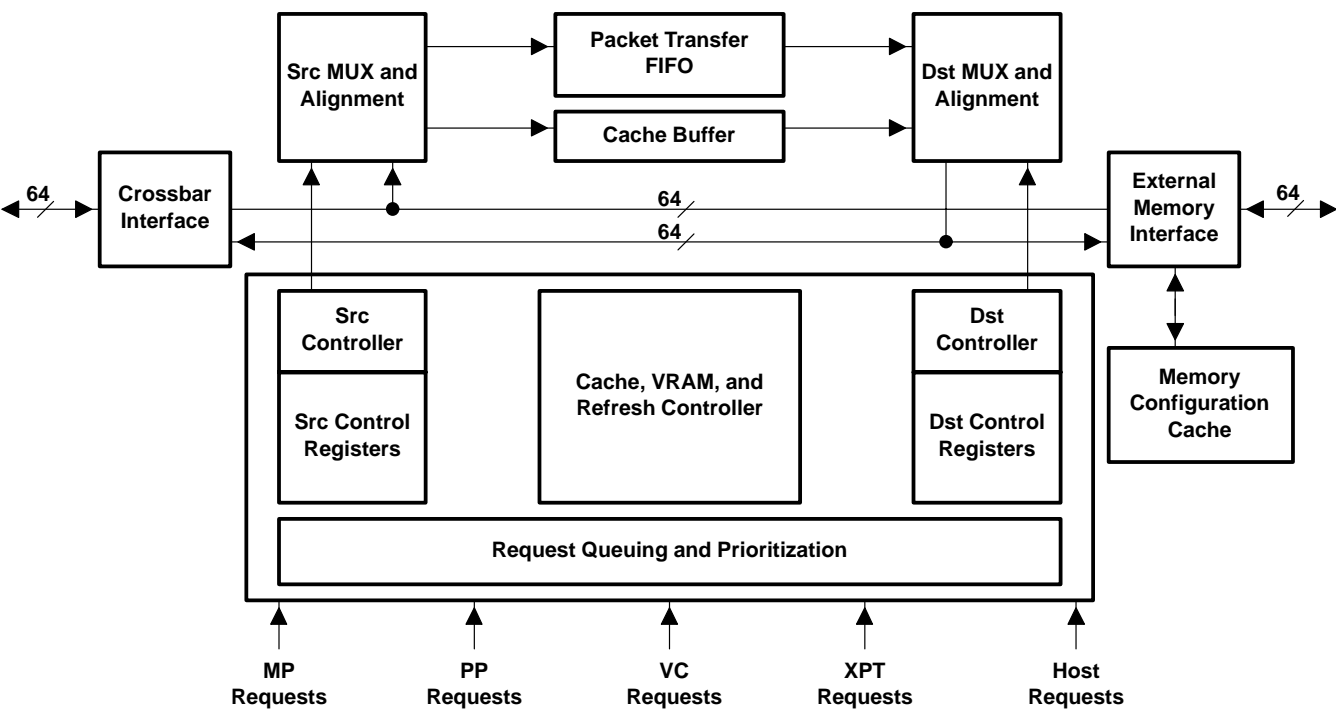 Src MUX and
Alignment
Packet Transfer
FIFO
Cache Buffer
Dst MUX and
Alignment
64
Crossbar
Interface
64
64
External
Memory
Interface
64
Src
Controller
Src Control
Registers
Cache, VRAM, and
Refresh Controller
Dst
Controller
Dst Control
Registers
Memory
Configuration
Cache
Request Queuing and Prioritization
MP
Requests
PP
Requests
VC
Requests
XPT
Requests
Host
Requests